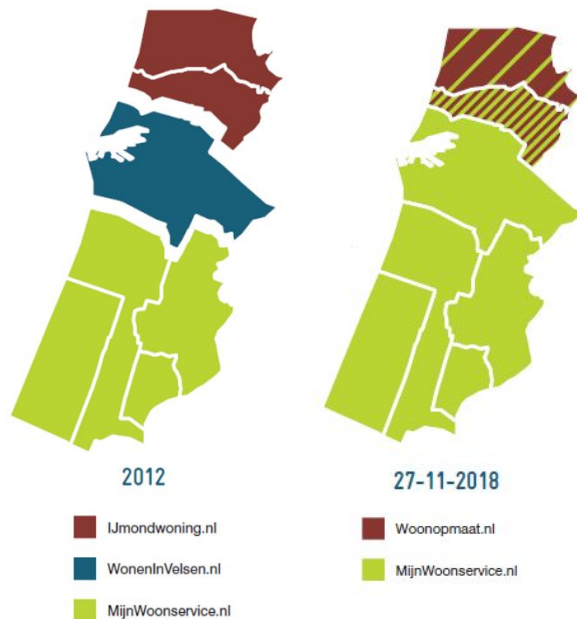 2012
IJmondwoning.nl
WonenInVelsen.nl
MijnWoonservice.nl
27-11-2018
Woonopmaat.nl
MijnWoonservice.nl